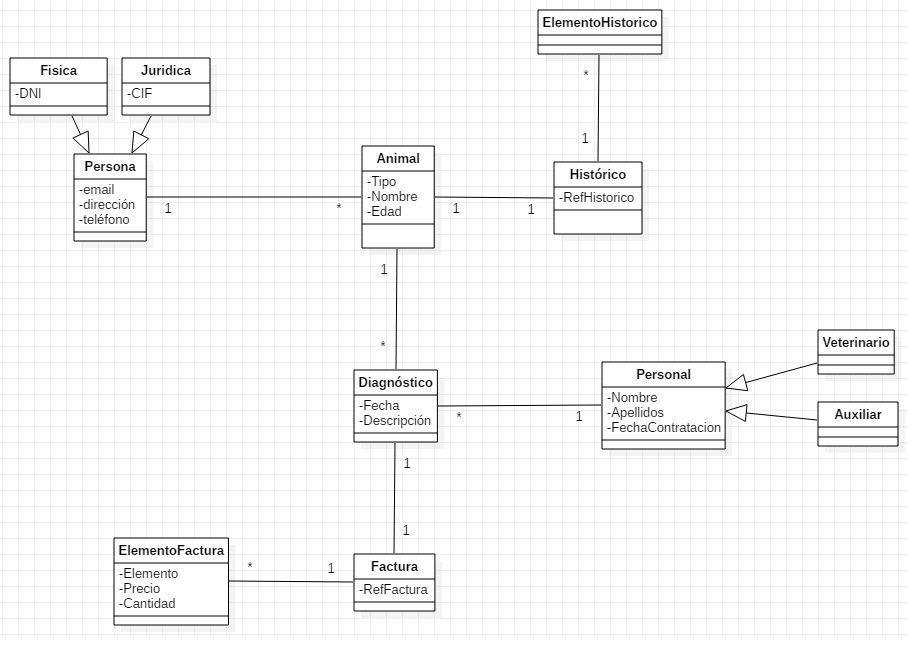 ElementoHistorico
*
1
Fisica
-DNI
Juridica
-CIF
Persona
-email
-dirección
-teléfono
1
*
Animal
-Tipo
-Nombre
-Edad
1
1
Histórico
-RefHistorico
1
*
Diagnóstico
-Fecha
-Descripción
*
1
Personal
-Nombre
-Apellidos
-FechaContratacion
Veterinario
Auxiliar
1
1
ElementoFactura
-Elemento
-Precio
-Cantidad
*
1
Factura
-RefFactura